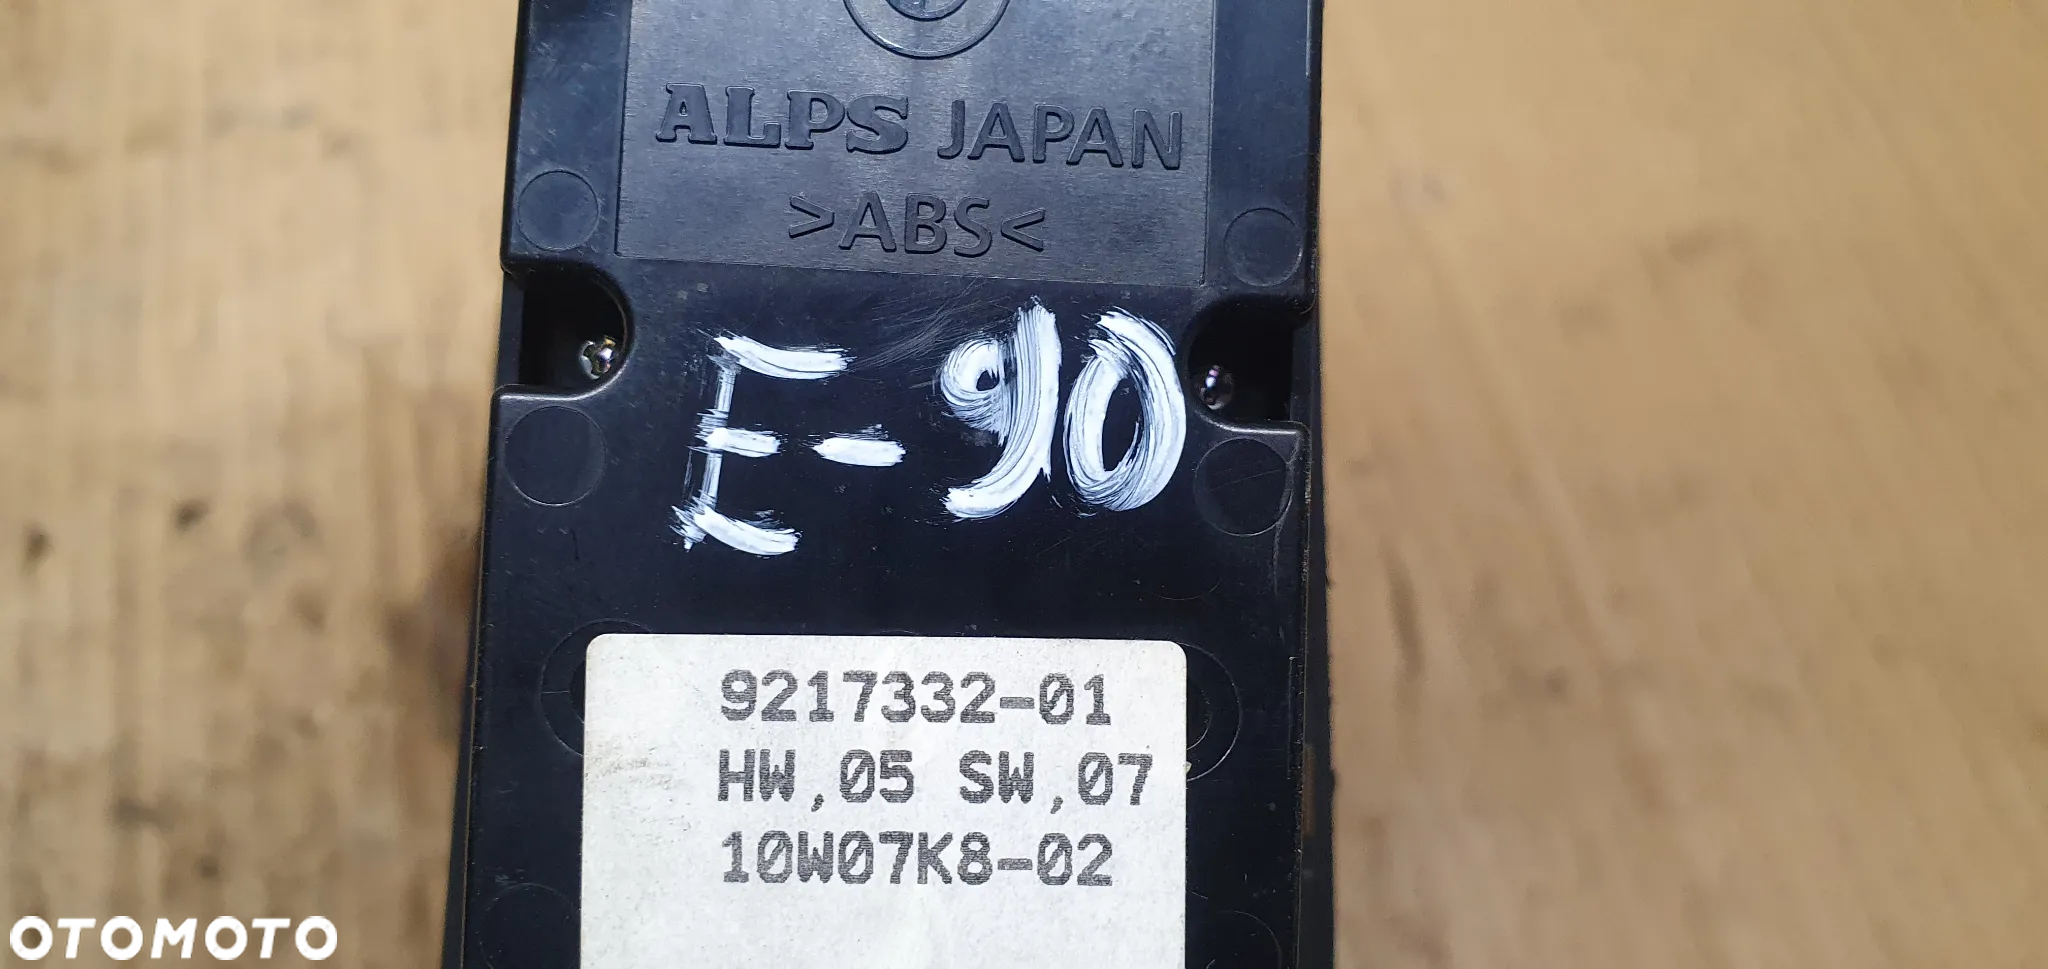 ALPS JAPAN
>ABS<
E-90
9217332-01
HW,05 SW,07
10W07K8-02
OTOMOTO